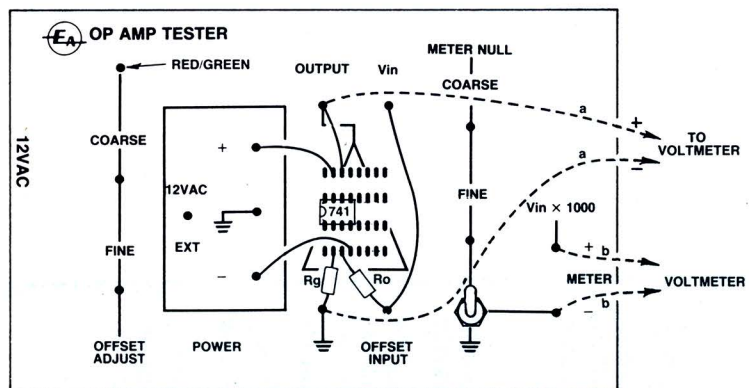 EA OP AMP TESTER
RED/GREEN
OUTPUT
Vin
METER NULL
COARSE
COARSE
FINE
FINE
OFFSET
ADJUST
12VAC
+
12VAC
EXT
−
POWER
741
Rg
Ro
OFFSET
INPUT
a
+
a
−
TO
VOLTMETER
Vin × 1000
+ b
METER
− b
VOLTMETER